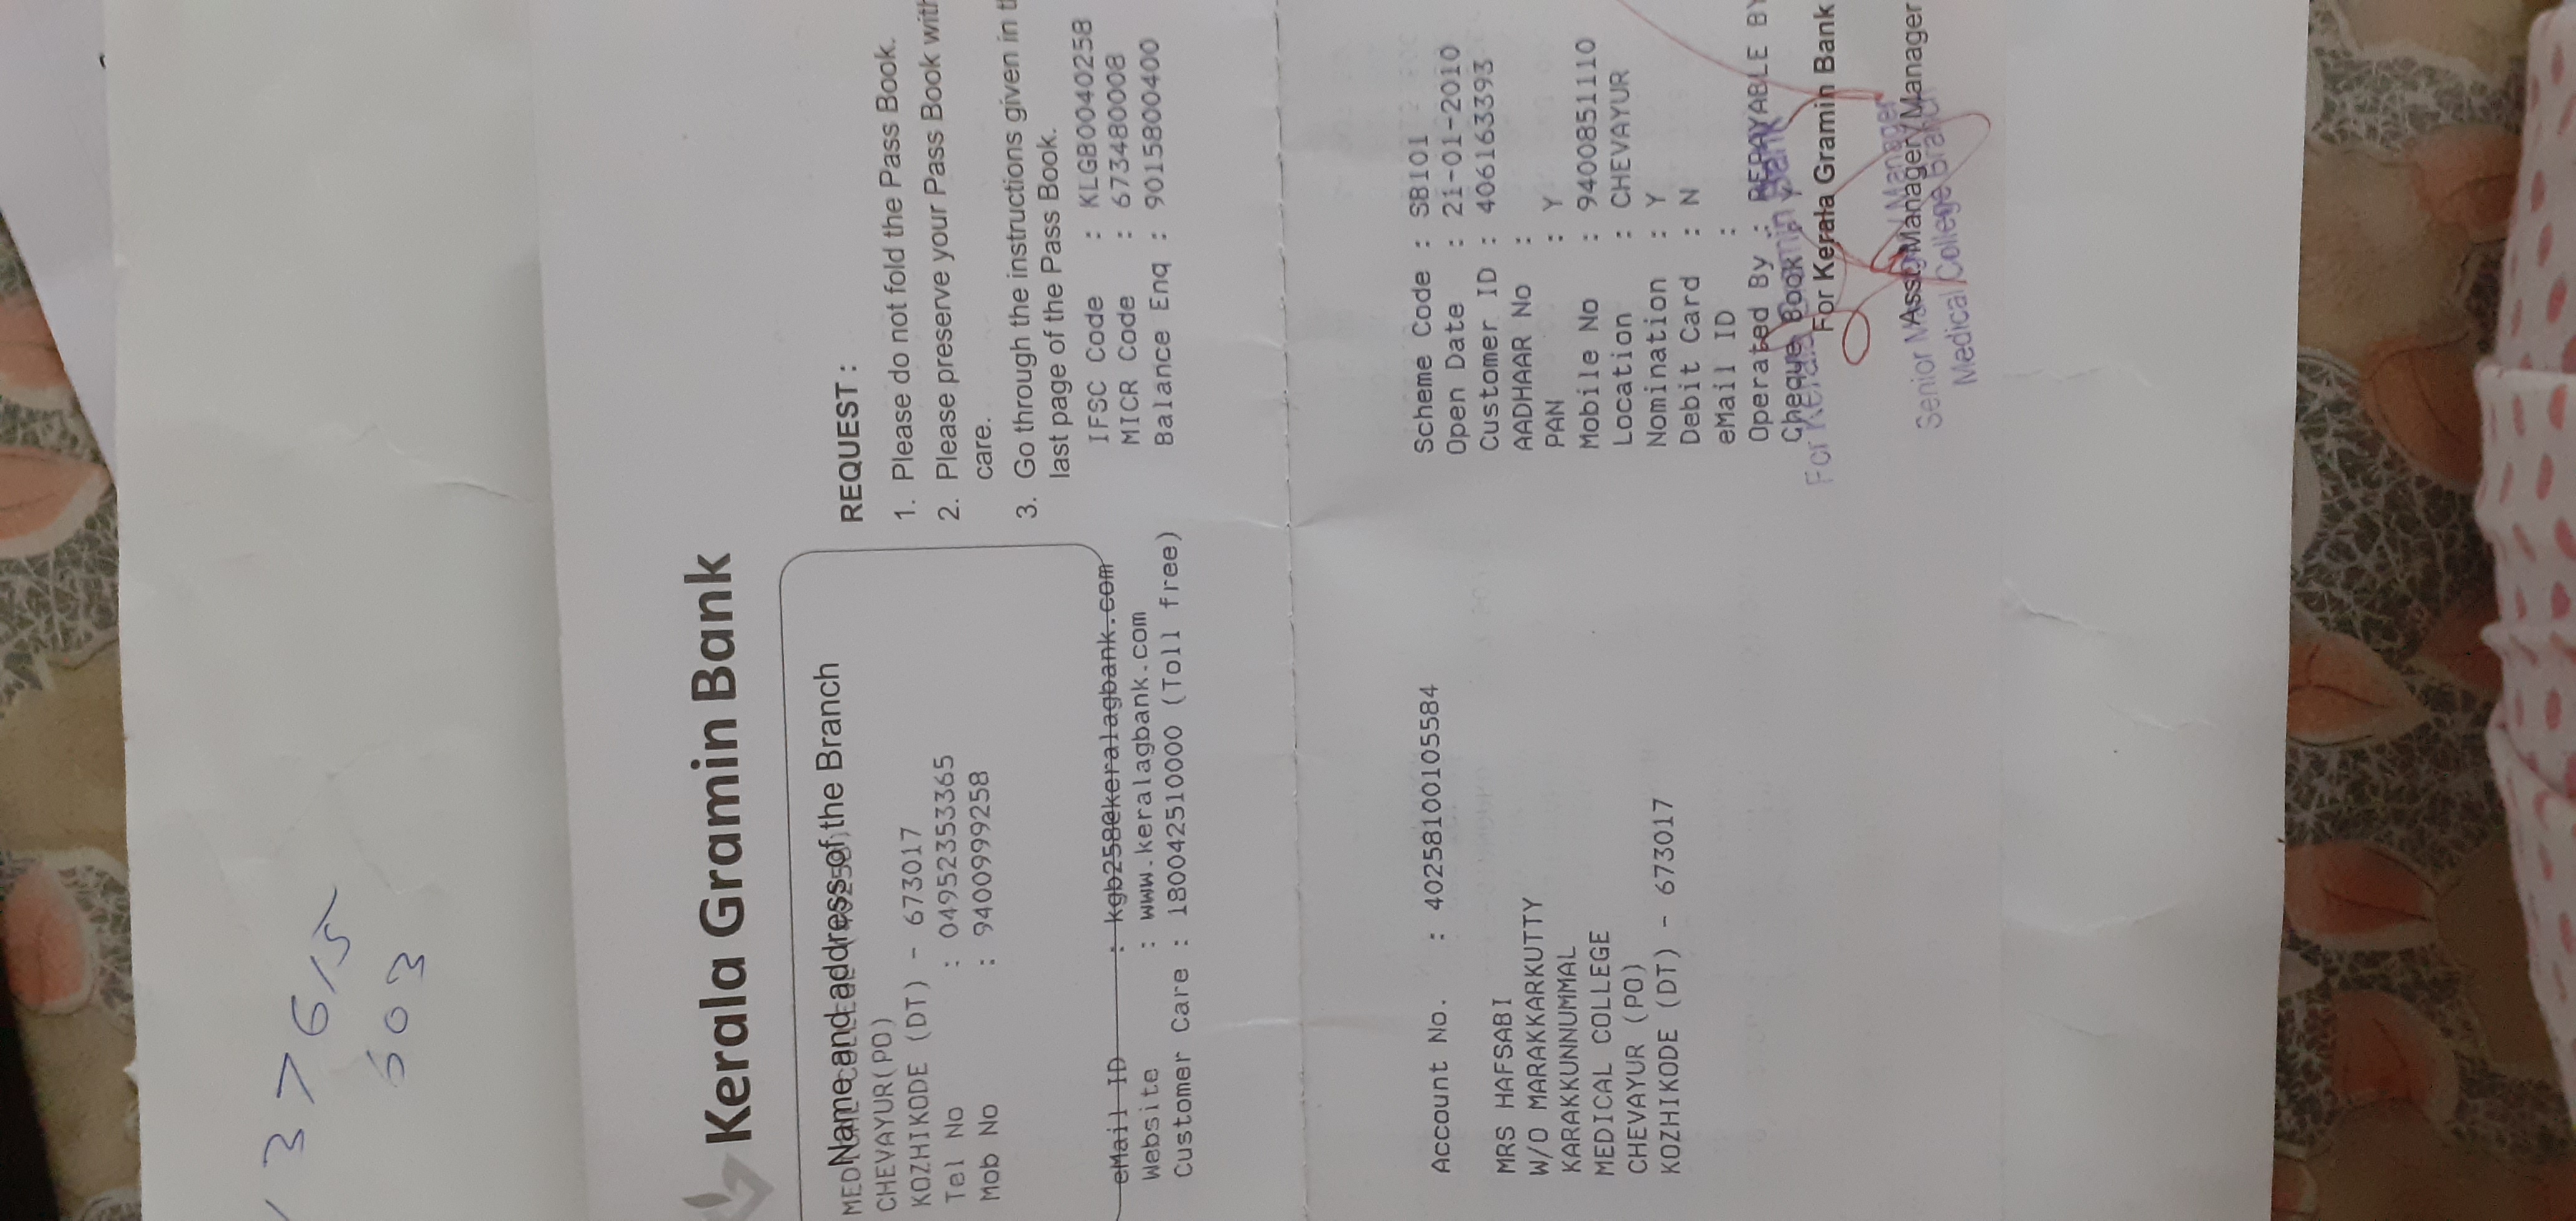 37615
603
Kerala Gramin Bank
Name and address of the Branch
MEDICAL COLLEGE (40258)
CHEVAYUR(PO)
KOZHIKODE (DT) - 673017
Tel No : 04952353365
Mob No : 9400999258
eMail ID : kgb258@keralagbank.com
Website : www.keralagbank.com
Customer Care : 180042510000 (Toll free)
REQUEST :
1. Please do not fold the Pass Book.
2. Please preserve your Pass Book with
care.
3. Go through the instructions given in
last page of the Pass Book.
IFSC Code : KLGB0040258
MICR Code : 673480008
Balance Enq : 9015800400
Account No. : 40258100105584
MRS HAFSABI
W/O MARAKKARKUTTY
KARAKKUNNUMMAL
MEDICAL COLLEGE
CHEVAYUR (PO)
KOZHIKODE (DT) - 673017
Scheme Code : SB101
Open Date : 21-01-2010
Customer ID : 406163393
AADHAAR No :
PAN : Y
Mobile No : 9400851110
Location : CHEVAYUR
Nomination : Y
Debit Card : N
eMail ID :
Operated By : REPAYABLE BY
Cheque Book : Y
For Kerala Gramin Bank
For Kerala Gramin Bank
Senior Manager / Manager
Asst. Manager/Manager
Medical College Branch